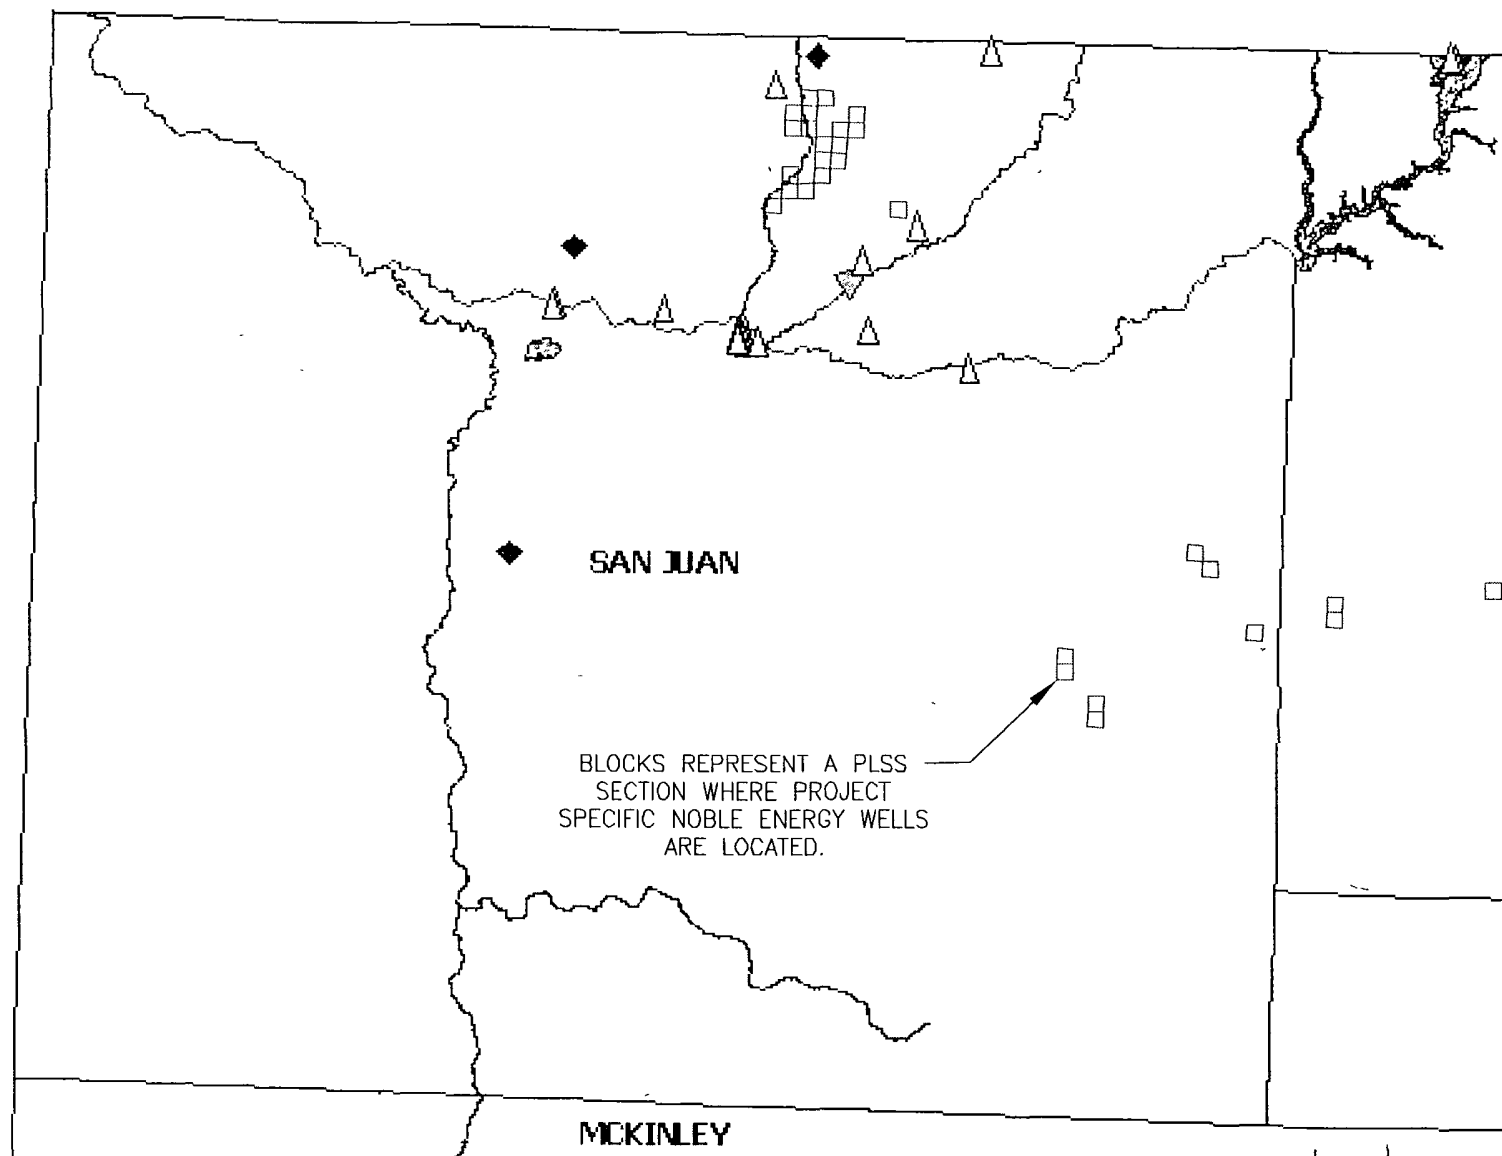 SAN JUAN
BLOCKS REPRESENT A PLSS
SECTION WHERE PROJECT
SPECIFIC NOBLE ENERGY WELLS
ARE LOCATED.
MCKINLEY